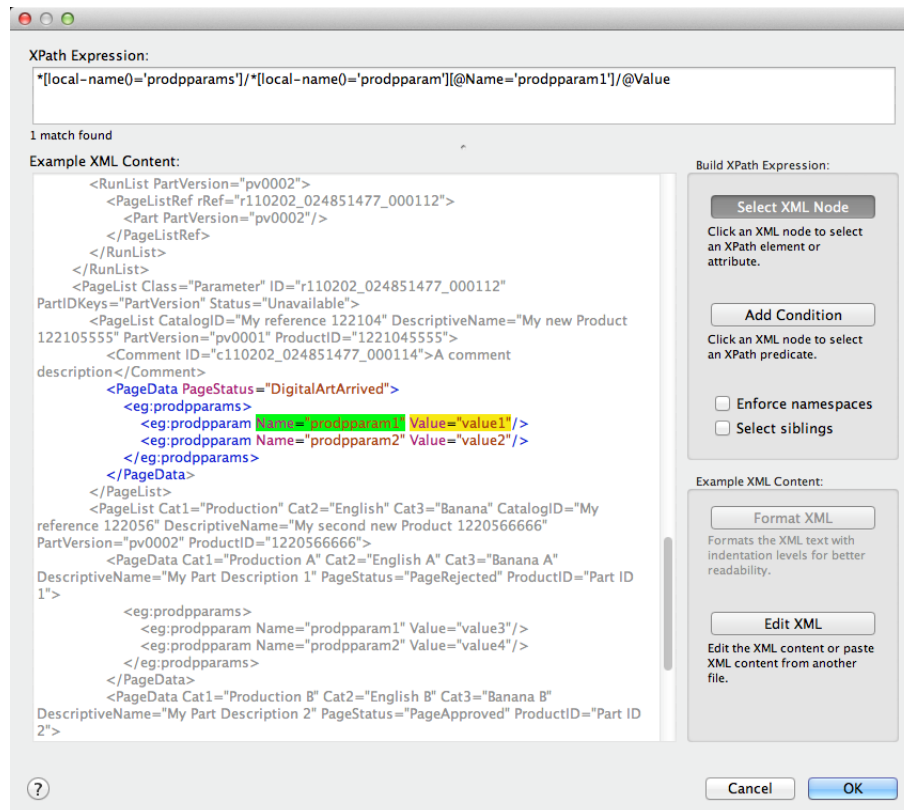 XPath Expression:
*[local-name()='prodpparams']/*[local-name()='prodpparam'][@Name='prodpparam1']/@Value
1 match found
Example XML Content:
<RunList PartVersion="pv0002">
<PageListRef rRef="r110202_024851477_000112">
<Part PartVersion="pv0002"/>
</PageListRef>
</RunList>
</RunList>
<PageList Class="Parameter" ID="r110202_024851477_000112"
PartIDKeys="PartVersion" Status="Unavailable">
<PageList CatalogID="My reference 122104" DescriptiveName="My new Product
122105555" PartVersion="pv0001" ProductID="1221045555">
<Comment ID="c110202_024851477_000114">A comment
description</Comment>
<PageData PageStatus="DigitalArtArrived">
<eg:prodpparams>
<eg:prodpparam Name="prodpparam1" Value="value1"/>
<eg:prodpparam Name="prodpparam2" Value="value2"/>
</eg:prodpparams>
</PageData>
</PageList>
<PageList Cat1="Production" Cat2="English" Cat3="Banana" CatalogID="My
reference 122056" DescriptiveName="My second new Product 1220566666"
PartVersion="pv0002" ProductID="1220566666">
<PageData Cat1="Production A" Cat2="English A" Cat3="Banana A"
DescriptiveName="My Part Description 1" PageStatus="PageRejected" ProductID="Part ID
1">
<eg:prodpparams>
<eg:prodpparam Name="prodpparam1" Value="value3"/>
<eg:prodpparam Name="prodpparam2" Value="value4"/>
</eg:prodpparams>
</PageData>
<PageData Cat1="Production B" Cat2="English B" Cat3="Banana B"
DescriptiveName="My Part Description 2" PageStatus="PageApproved" ProductID="Part ID
2">
Build XPath Expression:
Select XML Node
Click an XML node to select
an XPath element or
attribute.
Add Condition
Click an XML node to select
an XPath predicate.
Enforce namespaces
Select siblings
Example XML Content:
Format XML
Formats the XML text with
indentation levels for better
readability.
Edit XML
Edit the XML content or paste
XML content from another
file.
?
Cancel
OK